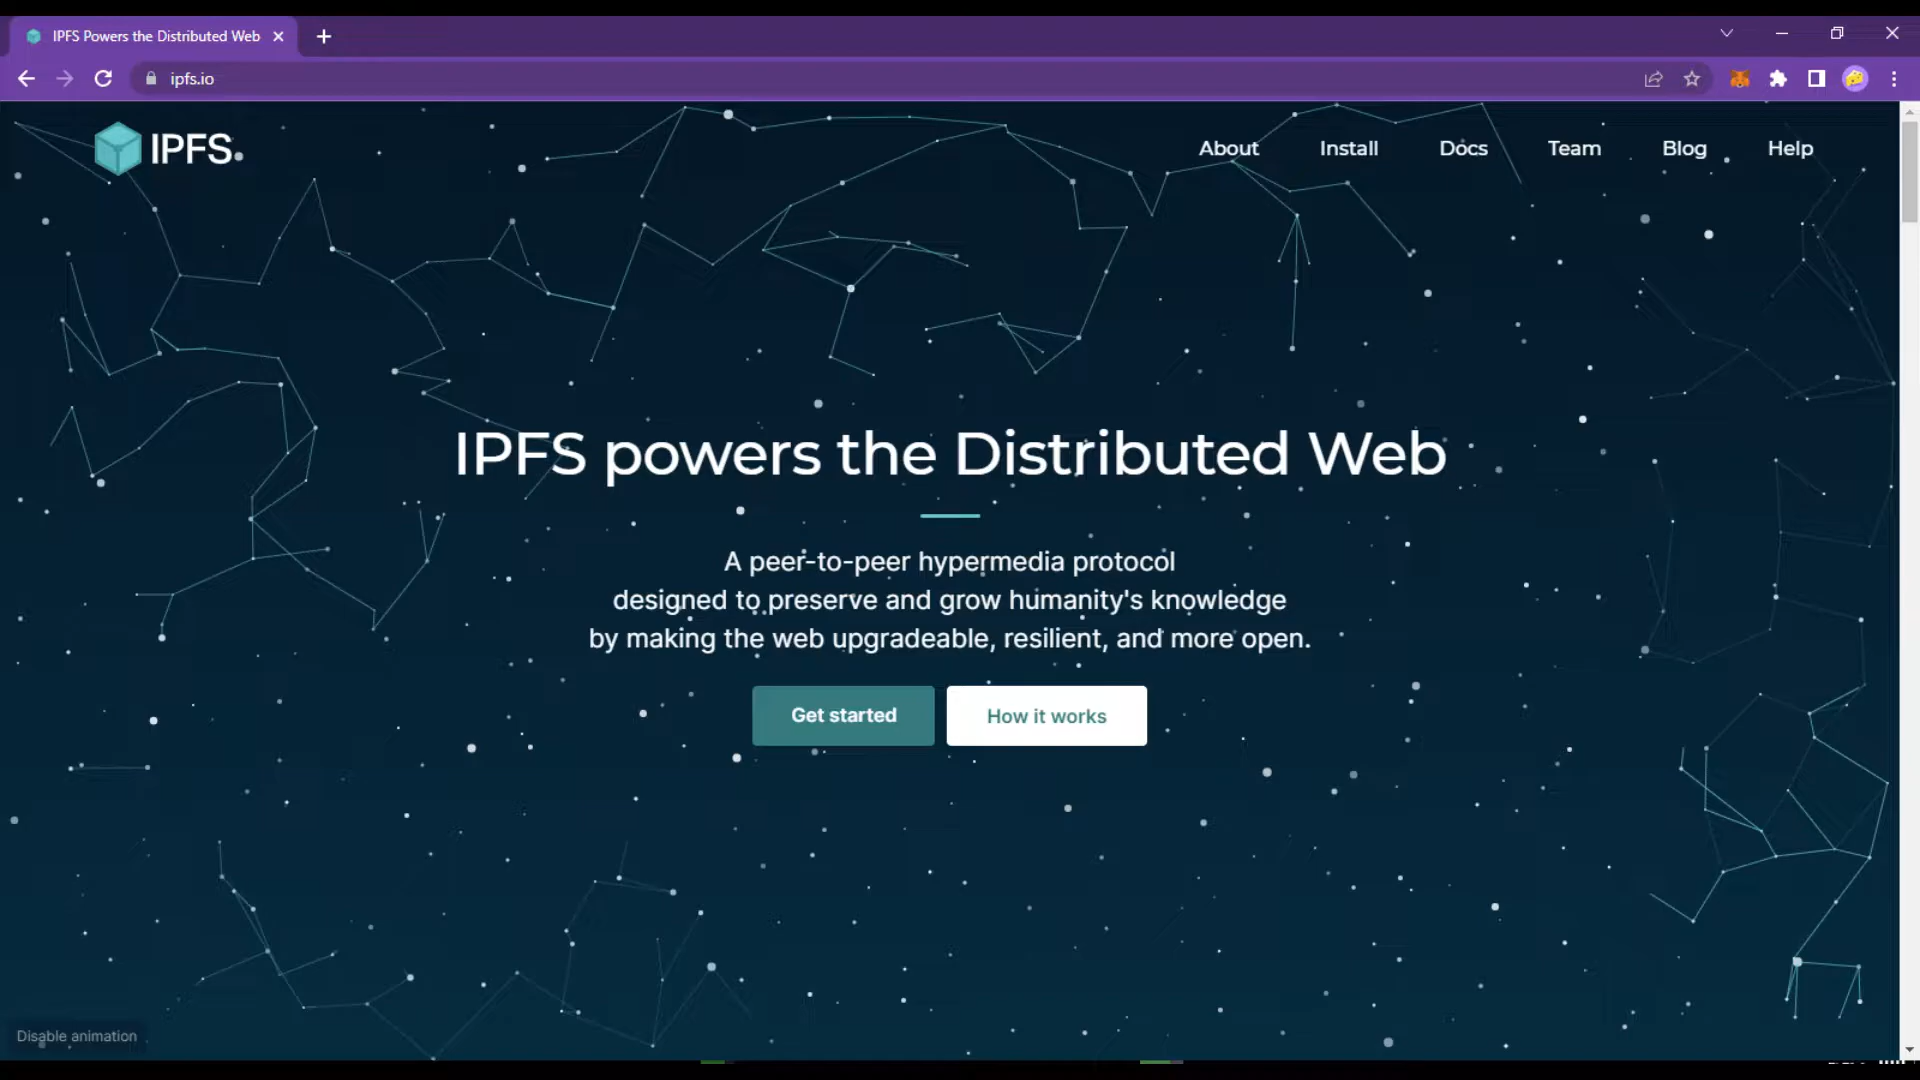 IPFS Powers the Distributed Web
ipfs.io
IPFS
About
Install
Docs
Team
Blog
Help
IPFS powers the Distributed Web
A peer-to-peer hypermedia protocol
designed to preserve and grow humanity's knowledge
by making the web upgradeable, resilient, and more open.
Get started
How it works
Disable animation